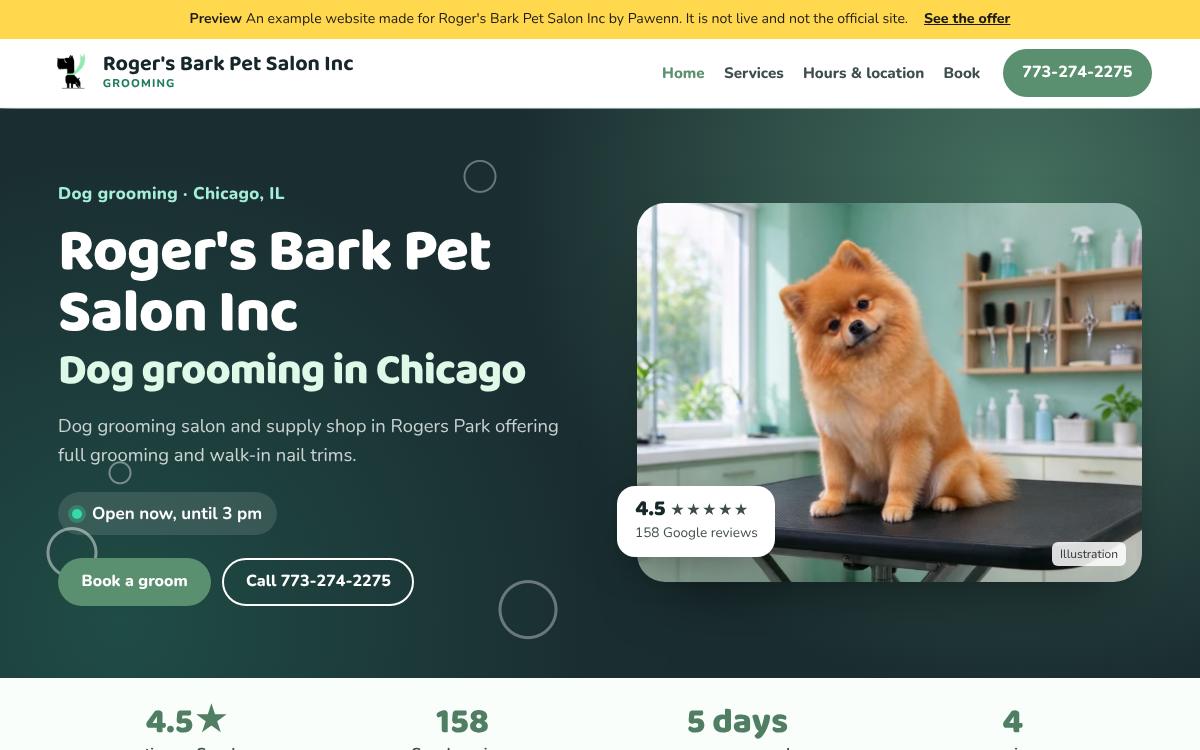 Preview An example website made for Roger's Bark Pet Salon Inc by Pawenn. It is not live and not the official site. See the offer
Roger's Bark Pet Salon Inc
GROOMING
Home Services Hours & location Book 773-274-2275
Dog grooming · Chicago, IL
Roger's Bark Pet
Salon Inc
Dog grooming in Chicago
Dog grooming salon and supply shop in Rogers Park offering
full grooming and walk-in nail trims.
Open now, until 3 pm
Book a groom Call 773-274-2275
4.5 ★★★★★
158 Google reviews
Illustration
4.5★ 158 5 days 4